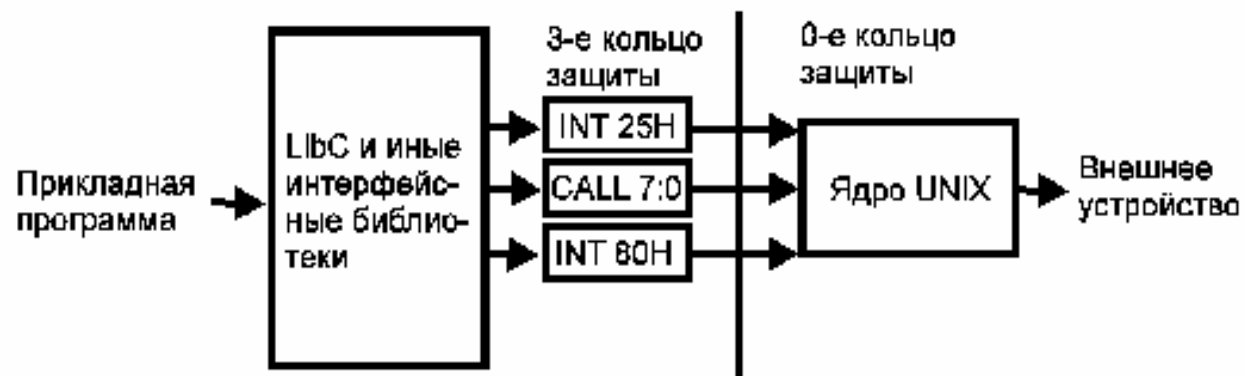 Прикладная
программа
LibC и иные
интерфейс-
ные библио-
теки
3-е кольцо
защиты
INT 25H
CALL 7:0
INT 80H
0-е кольцо
защиты
Ядро UNIX
Внешнее
устройство